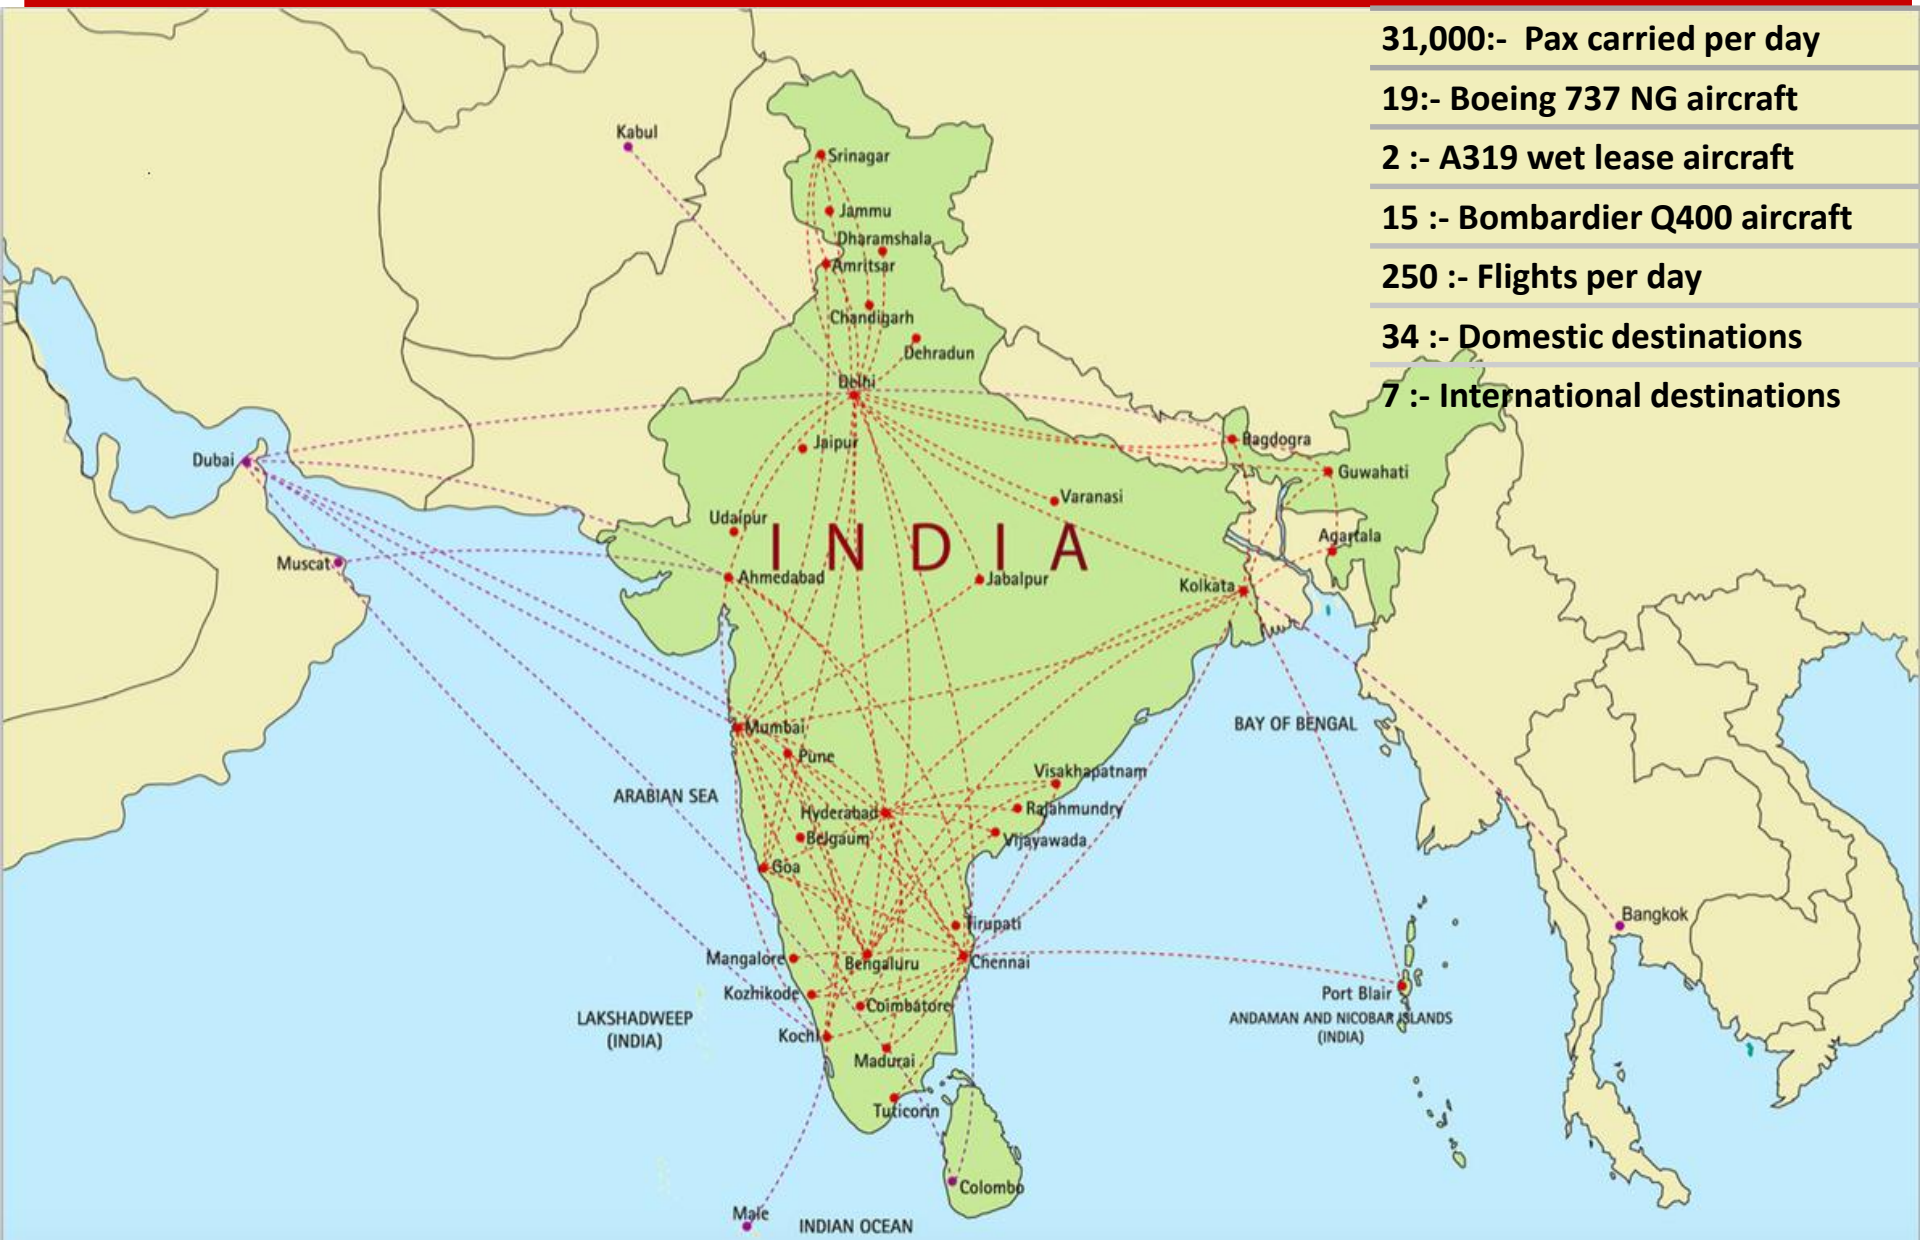 31,000:- Pax carried per day
19:- Boeing 737 NG aircraft
2 :- A319 wet lease aircraft
15 :- Bombardier Q400 aircraft
250 :- Flights per day
34 :- Domestic destinations
7 :- International destinations
Kabul
Srinagar
Jammu
Dharamshala
Amritsar
Chandigarh
Dehradun
Delhi
Jaipur
Bagdogra
Dubai
Guwahati
Varanasi
Udaipur
INDIA
Agartala
Muscat
Ahmedabad
Jabalpur
Kolkata
BAY OF BENGAL
Mumbai
Pune
Visakhapatnam
ARABIAN SEA
Hyderabad
Rajahmundry
Belgaum
Vijayawada
Goa
Bangkok
Tirupati
Mangalore
Bengaluru
Chennai
Kozhikode
Coimbatore
Port Blair
LAKSHADWEEP
(INDIA)
ANDAMAN AND NICOBAR ISLANDS
(INDIA)
Kochi
Madurai
Tuticorin
Colombo
Male
INDIAN OCEAN